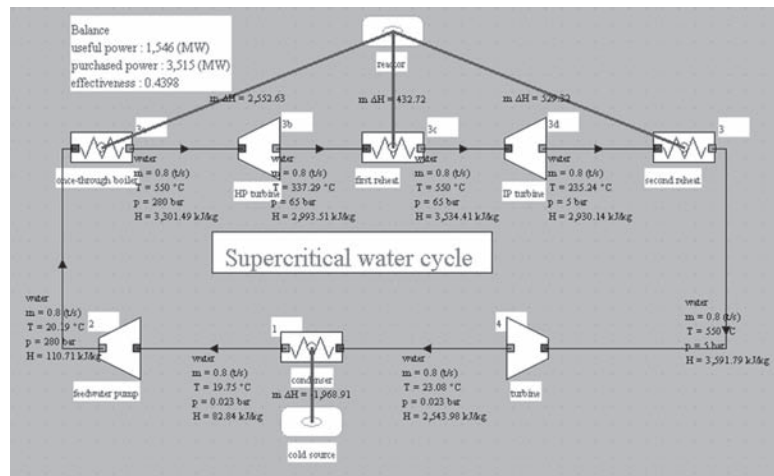 Balance
useful power : 1,546 (MW)
purchased power : 3,515 (MW)
effectiveness : 0.4398
reactor
m ΔH = 2,552.63
m ΔH = 432.72
m ΔH = 529.32
3a
once-through boiler
water
m = 0.8 (t/s)
T = 550 °C
p = 280 bar
H = 3,301.49 kJ/kg
3b
HP turbine
water
m = 0.8 (t/s)
T = 337.29 °C
p = 65 bar
H = 2,993.51 kJ/kg
3c
first reheat
water
m = 0.8 (t/s)
T = 550 °C
p = 65 bar
H = 3,534.41 kJ/kg
3d
IP turbine
water
m = 0.8 (t/s)
T = 235.24 °C
p = 5 bar
H = 2,930.14 kJ/kg
3
second reheat
Supercritical water cycle
water
m = 0.8 (t/s)
T = 20.19 °C
p = 280 bar
H = 110.71 kJ/kg
2
feedwater pump
water
m = 0.8 (t/s)
T = 19.75 °C
p = 0.023 bar
H = 82.84 kJ/kg
1
condenser
m ΔH = -1,968.91
cold source
water
m = 0.8 (t/s)
T = 23.08 °C
p = 0.023 bar
H = 2,543.98 kJ/kg
4
turbine
water
m = 0.8 (t/s)
T = 550 °C
p = 5 bar
H = 3,591.79 kJ/kg